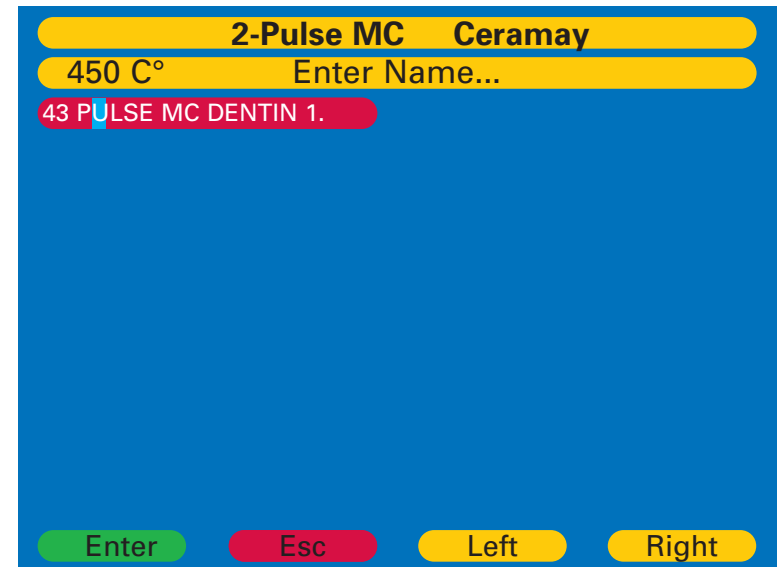 2-Pulse MC Ceramay
450 C° Enter Name...
43 PULSE MC DENTIN 1.
Enter Esc Left Right